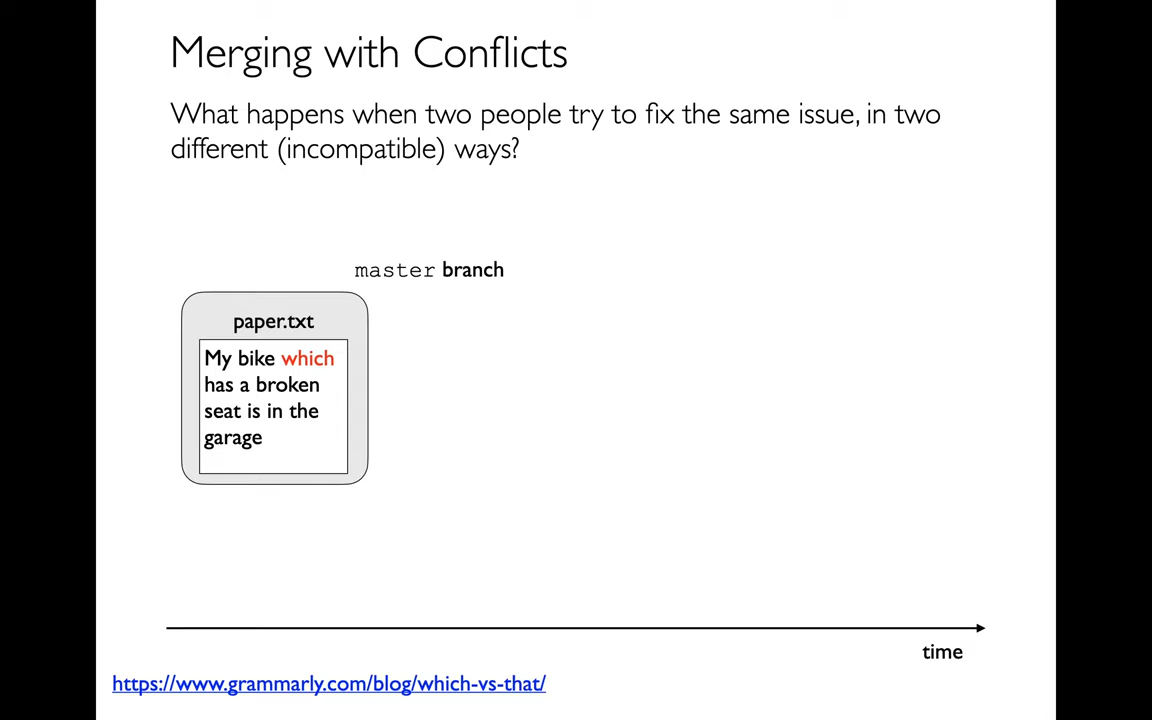 Merging with Conflicts
What happens when two people try to fix the same issue, in two
different (incompatible) ways?
master branch
paper.txt
My bike which
has a broken
seat is in the
garage
time
https://www.grammarly.com/blog/which-vs-that/